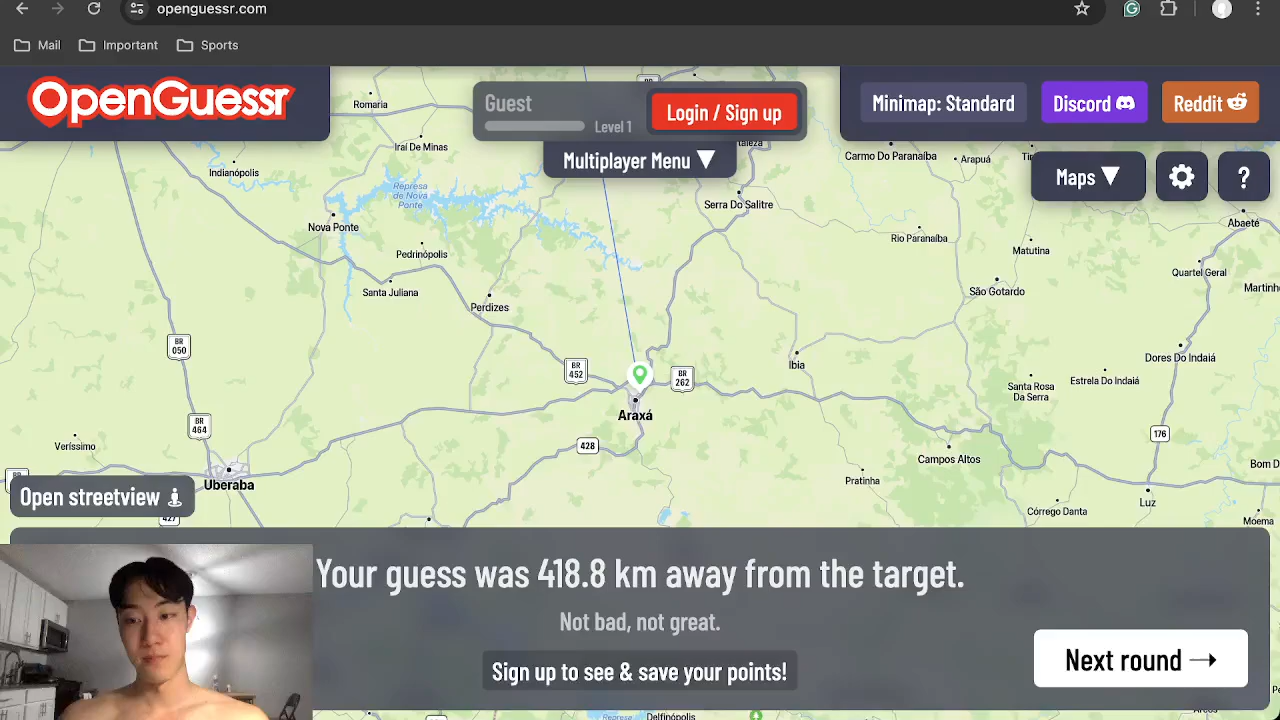 openguessr.com
Mail
Important
Sports
OpenGuessr
Guest
Level 1
Login / Sign up
Multiplayer Menu ▼
Minimap: Standard
Discord
Reddit
Maps ▼
?
Romaria
Iraí De Minas
Indianópolis
Represa
de Nova
Ponte
Nova Ponte
Pedrinópolis
Santa Juliana
Perdizes
Serra Do Salitre
Carmo Do Paranaíba
Arapuá
Rio Paranaíba
Matutina
Abaeté
Quartel Geral
São Gotardo
Martinho
BR
050
BR
452
BR
262
Ibiá
Dores Do Indaiá
Estrela Do Indaiá
Santa Rosa
Da Serra
Araxá
BR
464
428
176
Veríssimo
Uberaba
Campos Altos
Pratinha
Bom D
Luz
Córrego Danta
Moema
427
Open streetview
Your guess was 418.8 km away from the target.
Not bad, not great.
Sign up to see & save your points!
Next round →
Represa
Delfinópolis